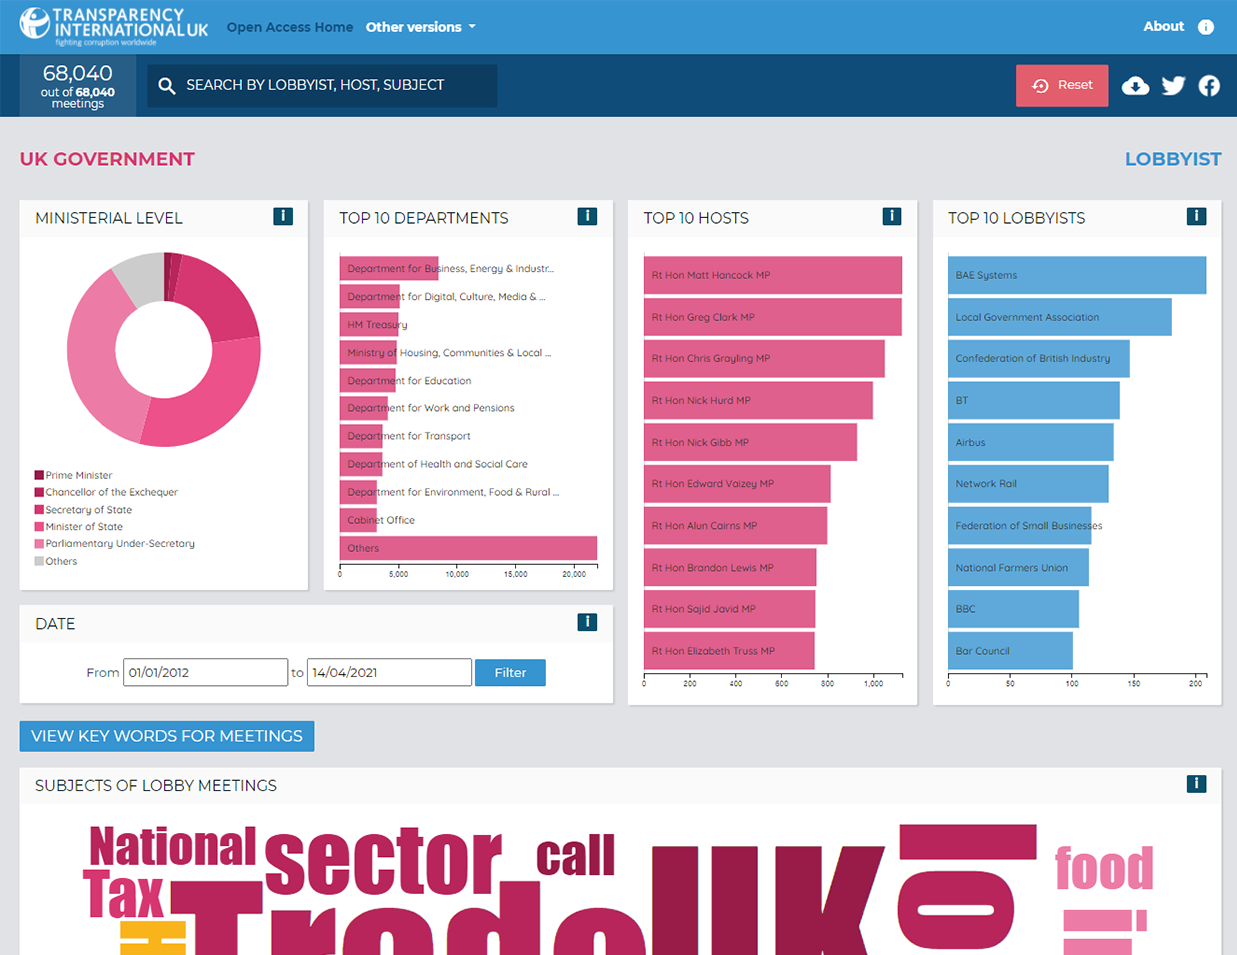 TRANSPARENCY
INTERNATIONAL UK
fighting corruption worldwide
Open Access Home
Other versions
About
68,040
out of 68,040
meetings
SEARCH BY LOBBYIST, HOST, SUBJECT
Reset
UK GOVERNMENT
LOBBYIST
MINISTERIAL LEVEL
i
Prime Minister
Chancellor of the Exchequer
Secretary of State
Minister of State
Parliamentary Under-Secretary
Others
TOP 10 DEPARTMENTS
i
Department for Business, Energy & Industr...
Department for Digital, Culture, Media & ...
HM Treasury
Ministry of Housing, Communities & Local ...
Department for Education
Department for Work and Pensions
Department for Transport
Department of Health and Social Care
Department for Environment, Food & Rural ...
Cabinet Office
Others
0 5,000 10,000 15,000 20,000
TOP 10 HOSTS
i
Rt Hon Matt Hancock MP
Rt Hon Greg Clark MP
Rt Hon Chris Grayling MP
Rt Hon Nick Hurd MP
Rt Hon Nick Gibb MP
Rt Hon Edward Vaizey MP
Rt Hon Alun Cairns MP
Rt Hon Brandon Lewis MP
Rt Hon Sajid Javid MP
Rt Hon Elizabeth Truss MP
0 200 400 600 800 1,000
TOP 10 LOBBYISTS
i
BAE Systems
Local Government Association
Confederation of British Industry
BT
Airbus
Network Rail
Federation of Small Businesses
National Farmers Union
BBC
Bar Council
0 50 100 150 200
DATE
i
From 01/01/2012 to 14/04/2021 Filter
VIEW KEY WORDS FOR MEETINGS
SUBJECTS OF LOBBY MEETINGS
i
National
sector
call
food
Tax
Trade
UK